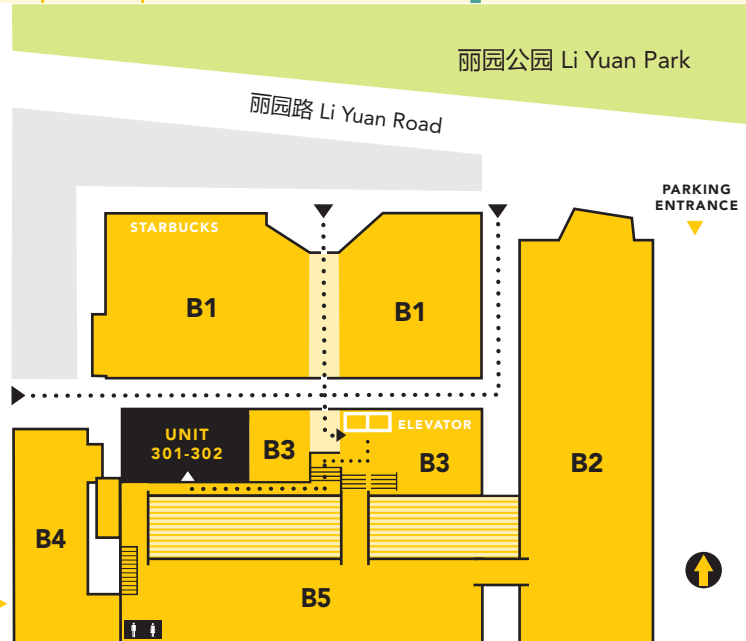 丽园公园 Li Yuan Park
丽园路 Li Yuan Road
PARKING
ENTRANCE
STARBUCKS
B1
B1
UNIT
301-302
B3
ELEVATOR
B3
B2
B4
B5